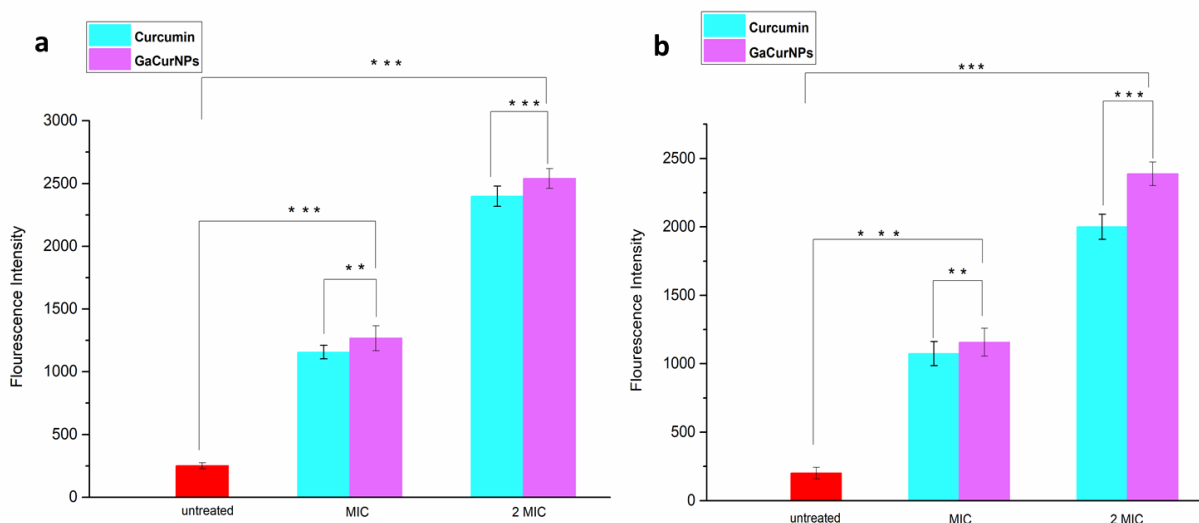 a
Curcumin
GaCurNPs
* * *
* * *
* * *
* *
3000
2500
2000
1500
1000
500
0
Flourescence Intensity
untreated
MIC
2 MIC
b
Curcumin
GaCurNPs
***
***
* * *
* *
2500
2000
1500
1000
500
0
Flourescence Intensity
untreated
MIC
2 MIC